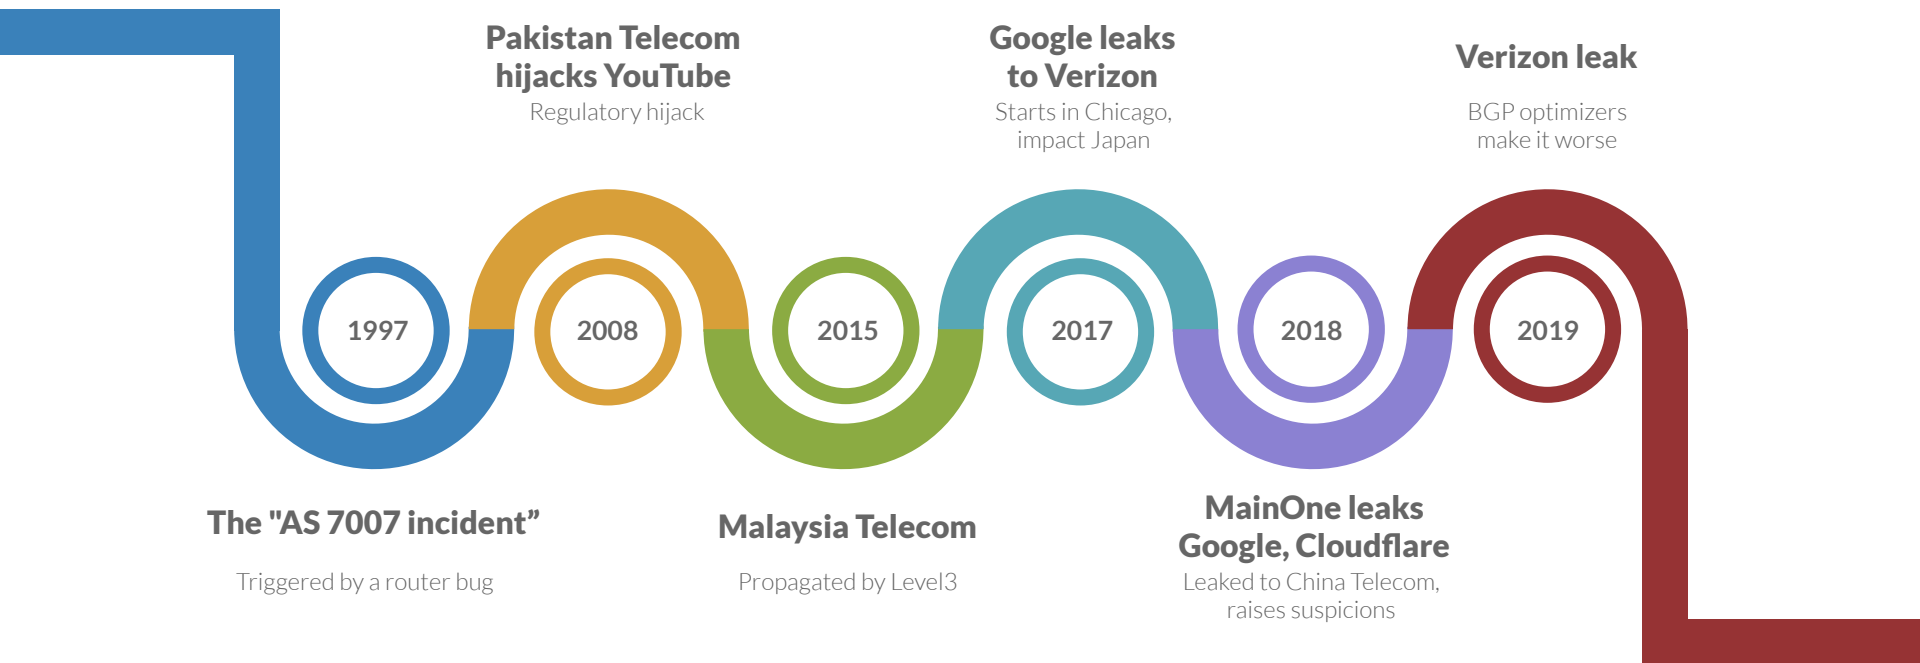 Pakistan Telecom
hijacks YouTube
Regulatory hijack
Google leaks
to Verizon
Starts in Chicago,
impact Japan
Verizon leak
BGP optimizers
make it worse
1997
2008
2015
2017
2018
2019
The "AS 7007 incident”
Triggered by a router bug
Malaysia Telecom
Propagated by Level3
MainOne leaks
Google, Cloudflare
Leaked to China Telecom,
raises suspicions